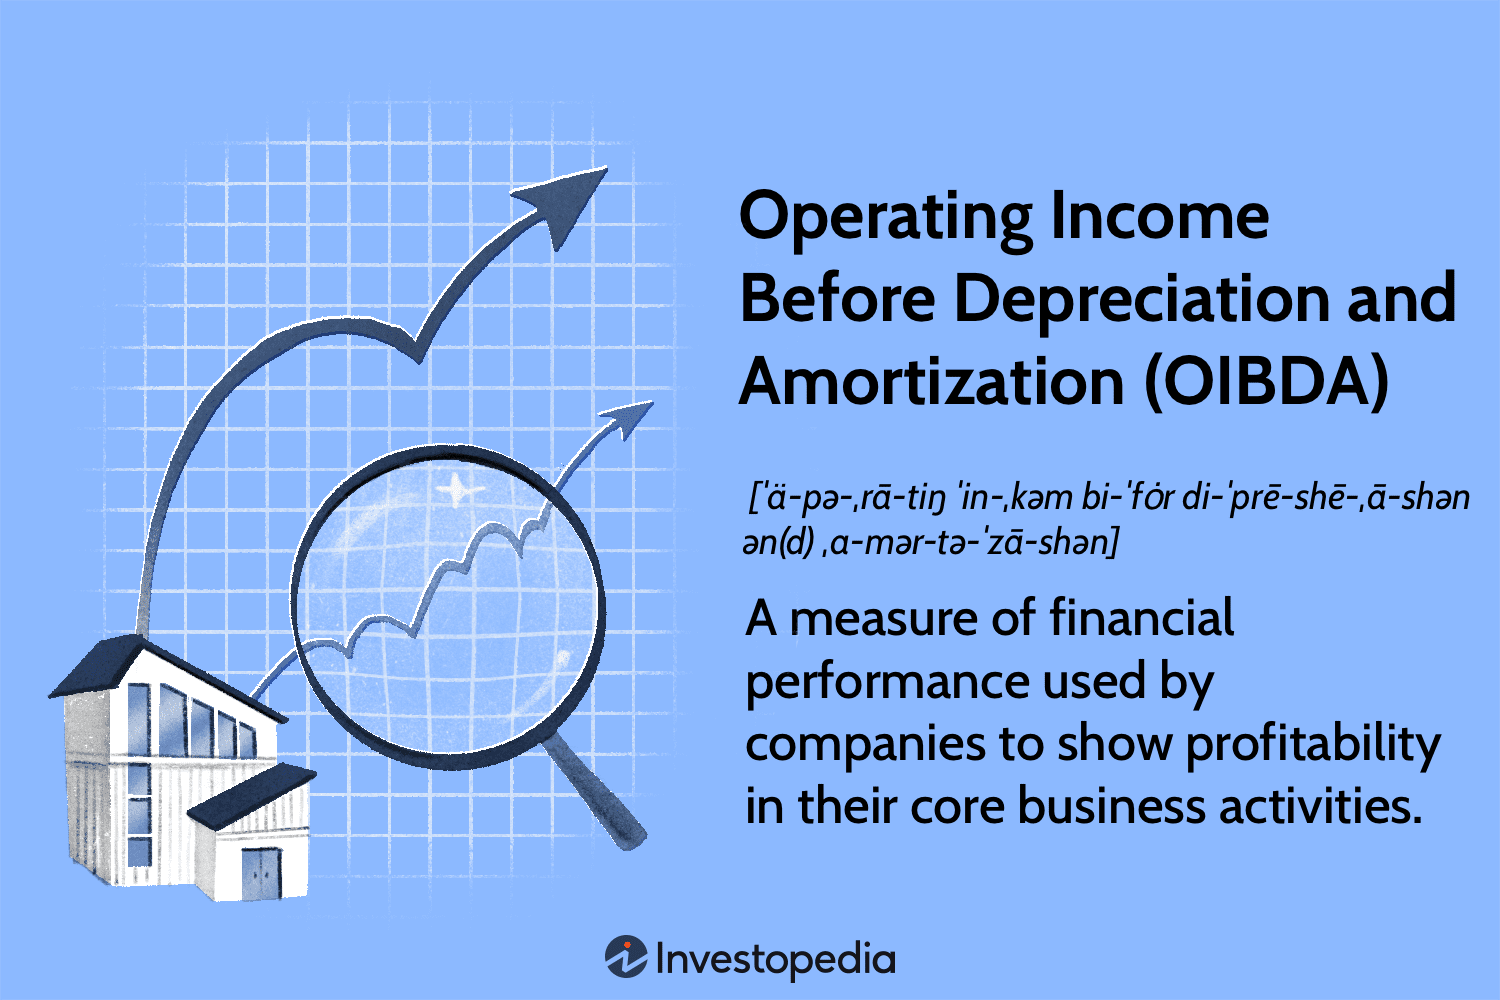 Operating Income
Before Depreciation and
Amortization (OIBDA)
[ˈä-pə-ˌrā-tiŋ ˈin-ˌkəm bi-ˈfȯr di-ˈprē-shē-ˌā-shən
ən(d) ˌa-mər-tə-ˈzā-shən]
A measure of financial
performance used by
companies to show profitability
in their core business activities.
Investopedia